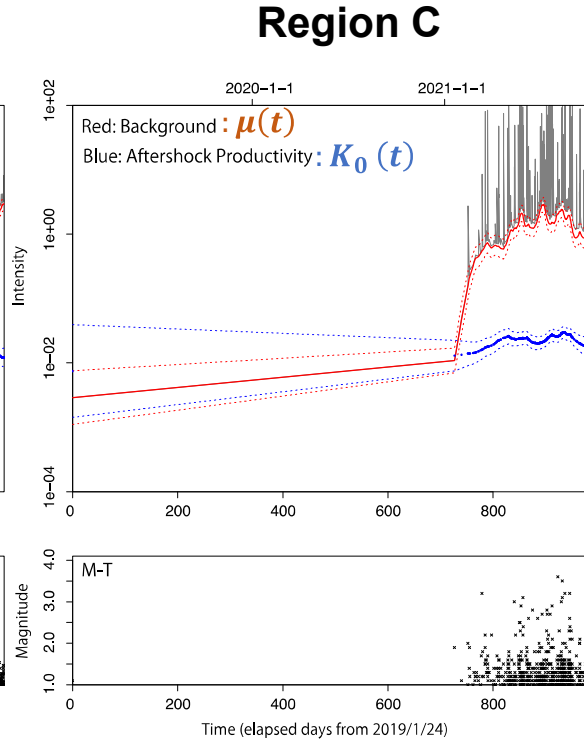 Region C
2020-1-1 2021-1-1
Red: Background : μ(t)
Blue: Aftershock Productivity : K₀ (t)
Intensity
1e+02
1e+00
1e-02
1e-04
0 200 400 600 800
M-T
Magnitude
4.0
3.0
2.0
1.0
0 200 400 600 800
Time (elapsed days from 2019/1/24)